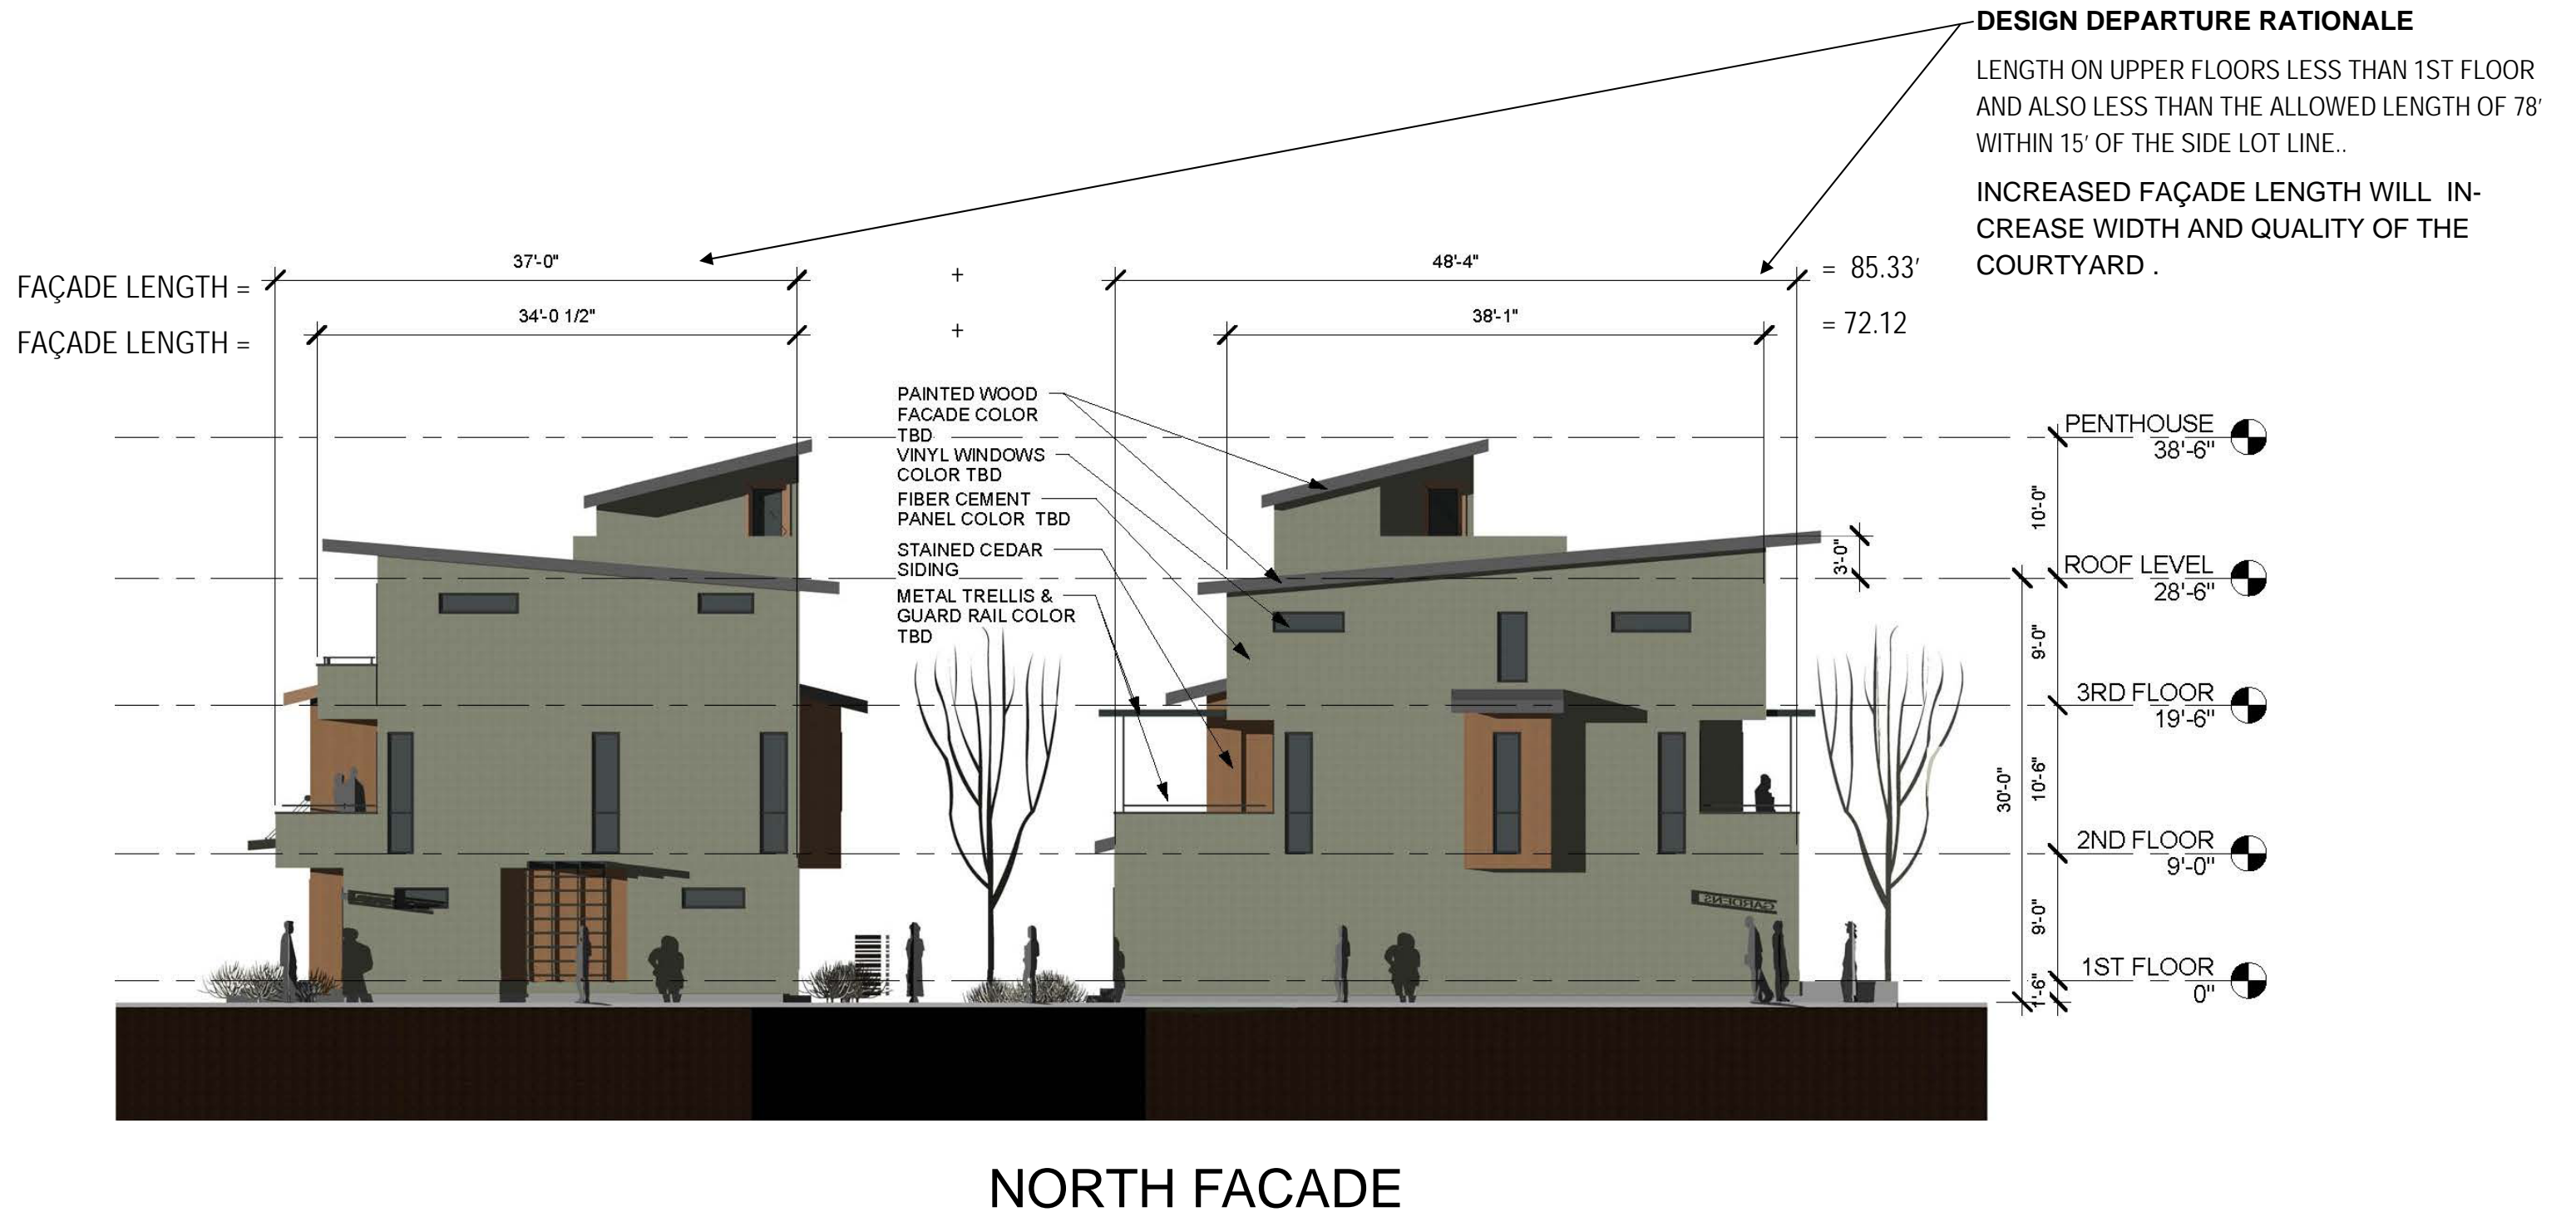 DESIGN DEPARTURE RATIONALE
LENGTH ON UPPER FLOORS LESS THAN 1ST FLOOR
AND ALSO LESS THAN THE ALLOWED LENGTH OF 78'
WITHIN 15' OF THE SIDE LOT LINE..
INCREASED FAÇADE LENGTH WILL IN-
CREASE WIDTH AND QUALITY OF THE
COURTYARD .
FAÇADE LENGTH = 37'-0" + 48'-4" = 85.33'
FAÇADE LENGTH = 34'-0 1/2" + 38'-1" = 72.12
PAINTED WOOD
FACADE COLOR
TBD
VINYL WINDOWS
COLOR TBD
FIBER CEMENT
PANEL COLOR TBD
STAINED CEDAR
SIDING
METAL TRELLIS &
GUARD RAIL COLOR
TBD
PENTHOUSE
38'-6"
10'-0"
3'-0"
ROOF LEVEL
28'-6"
9'-0"
3RD FLOOR
19'-6"
30'-0"
10'-6"
2ND FLOOR
9'-0"
GARDENS
9'-0"
1ST FLOOR
0"
1'-6"
NORTH FACADE